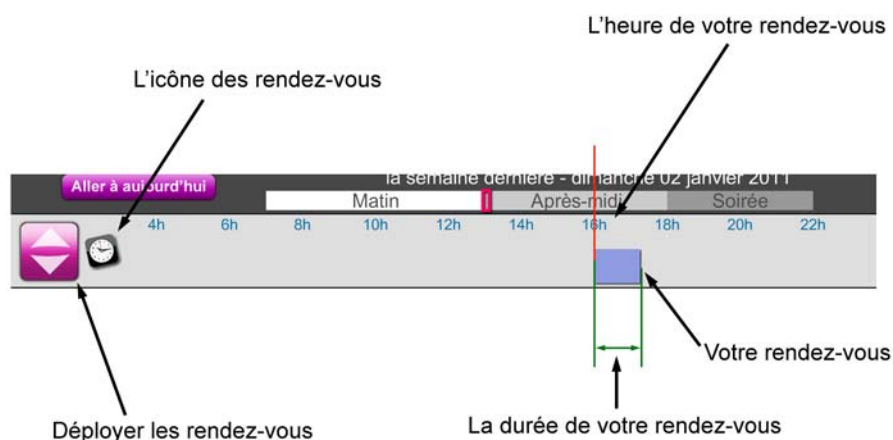 L'heure de votre rendez-vous
L'icône des rendez-vous
Aller à aujourd'hui
la semaine dernière - dimanche 02 janvier 2011
Matin
Après-midi
Soirée
4h 6h 8h 10h 12h 14h 16h 18h 20h 22h
Votre rendez-vous
Déployer les rendez-vous
La durée de votre rendez-vous